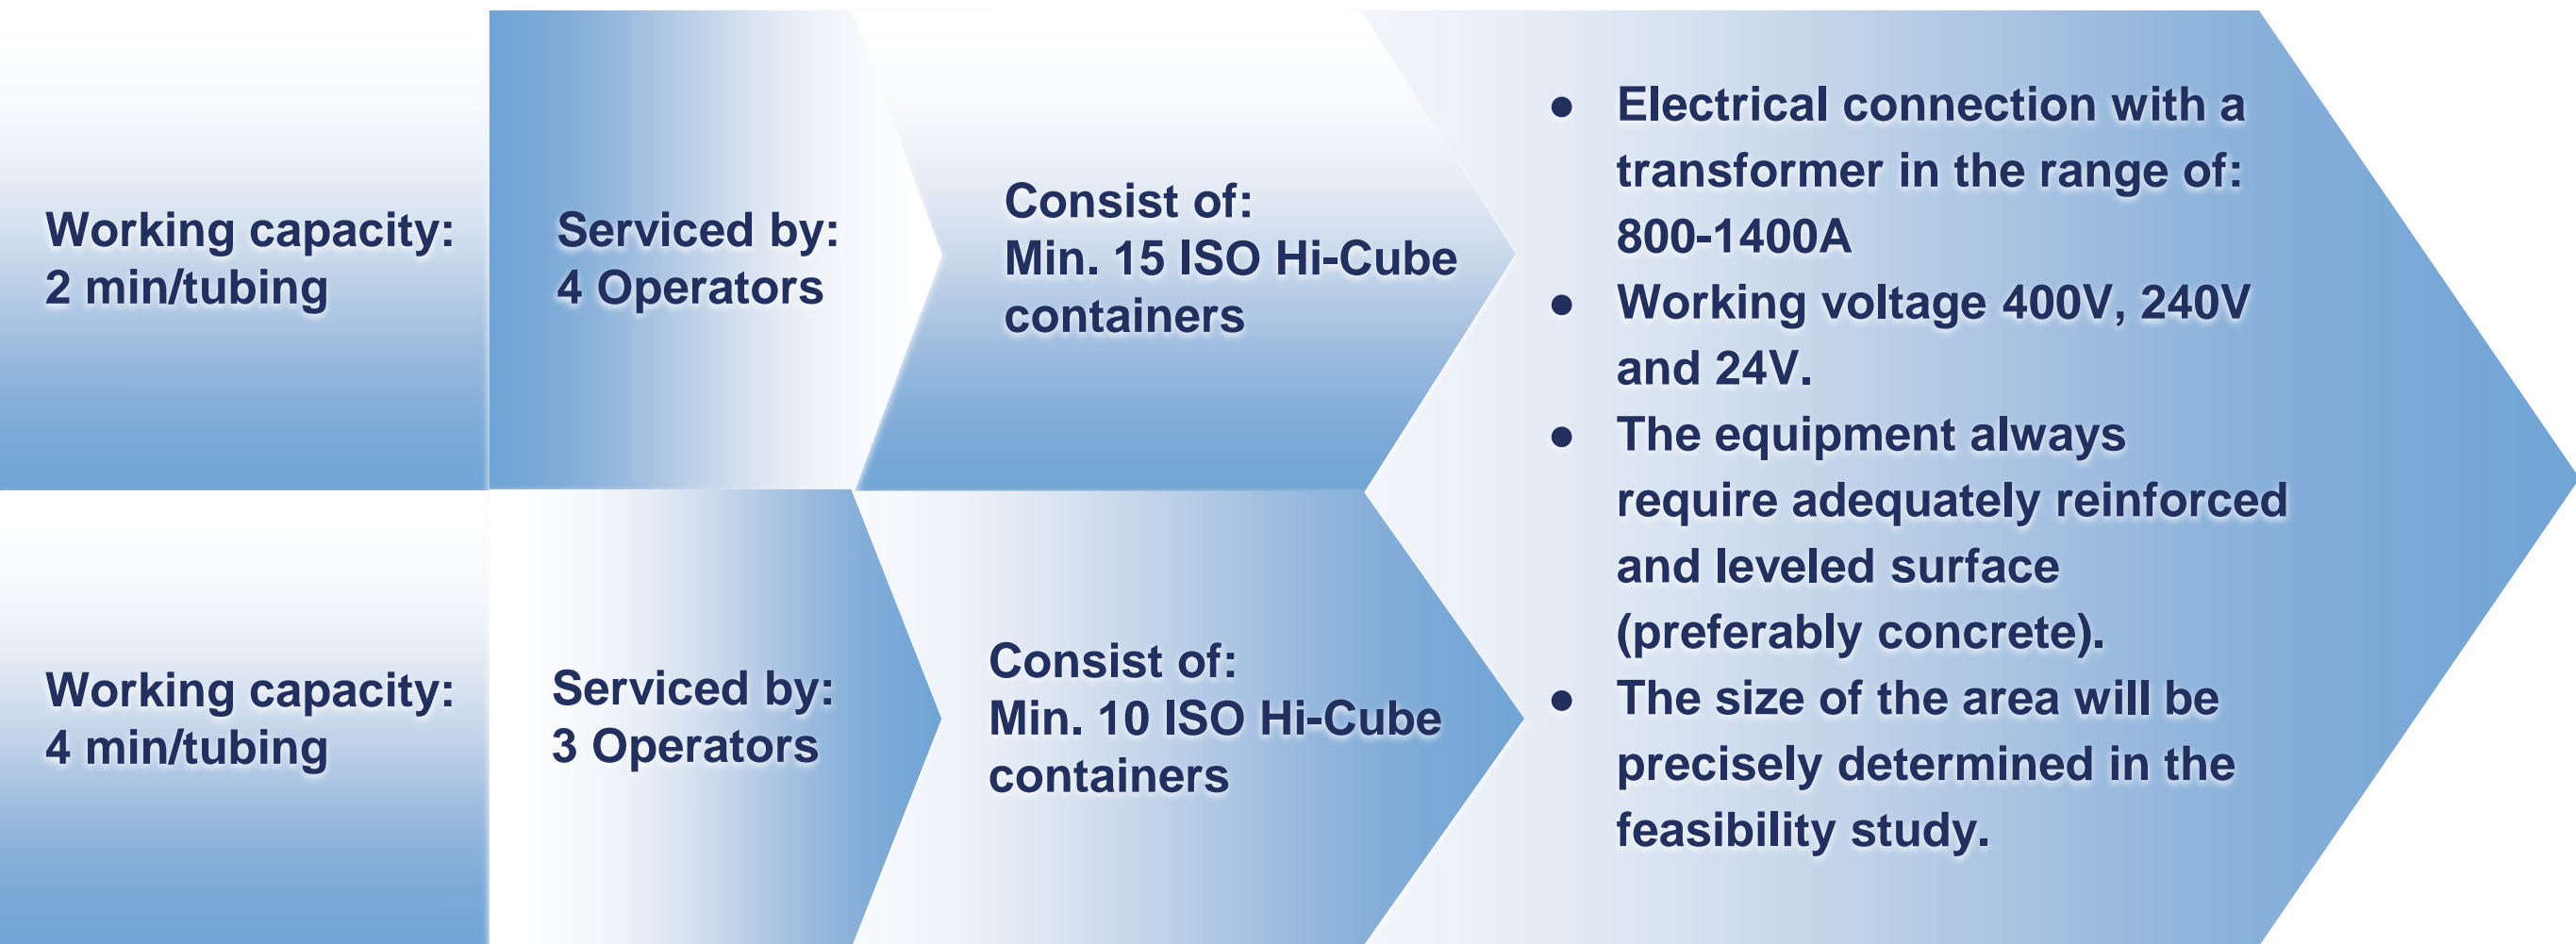 Working capacity:
2 min/tubing
Serviced by:
4 Operators
Consist of:
Min. 15 ISO Hi-Cube
containers
Working capacity:
4 min/tubing
Serviced by:
3 Operators
Consist of:
Min. 10 ISO Hi-Cube
containers
● Electrical connection with a
transformer in the range of:
800-1400A
● Working voltage 400V, 240V
and 24V.
● The equipment always
require adequately reinforced
and leveled surface
(preferably concrete).
● The size of the area will be
precisely determined in the
feasibility study.